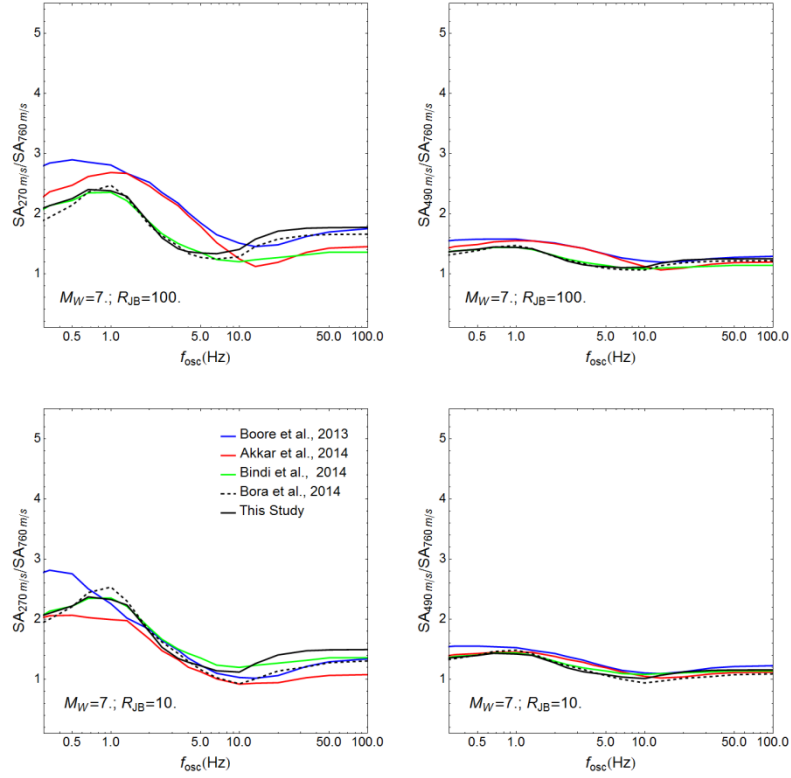 5
4
3
2
1
SA270 m/s/SA760 m/s
MW=7.; RJB=100.
0.5 1.0 5.0 10.0 50.0 100.0
fosc(Hz)
5
4
3
2
1
SA490 m/s/SA760 m/s
MW=7.; RJB=100.
0.5 1.0 5.0 10.0 50.0 100.0
fosc(Hz)
5
4
3
2
1
SA270 m/s/SA760 m/s
Boore et al., 2013
Akkar et al., 2014
Bindi et al., 2014
Bora et al., 2014
This Study
MW=7.; RJB=10.
0.5 1.0 5.0 10.0 50.0 100.0
fosc(Hz)
5
4
3
2
1
SA490 m/s/SA760 m/s
MW=7.; RJB=10.
0.5 1.0 5.0 10.0 50.0 100.0
fosc(Hz)